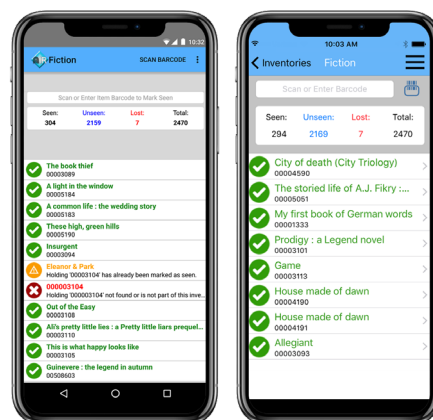 10:32
Fiction SCAN BARCODE
Scan or Enter Item Barcode to Mark Seen
Seen: Unseen: Lost: Total:
304 2159 7 2470
The book thief
00003089
A light in the window
00005184
A common life : the wedding story
00005183
These high, green hills
00005190
Insurgent
00003094
Eleanor & Park
Holding '00003104' has already been marked as seen.
000003104
Holding '000003104' not found or is not part of this inve...
Out of the Easy
00003108
Ali's pretty little lies : a Pretty little liars prequel...
00003110
This is what happy looks like
00003105
Guinevere : the legend in autumn
00508603
10:03 AM
Inventories Fiction
Scan or Enter Barcode
Seen: Unseen: Lost: Total:
294 2169 7 2470
City of death (City Triology)
00004590
The storied life of A.J. Fikry :...
00005051
My first book of German words
00001333
Prodigy : a Legend novel
00003101
Game
00003113
House made of dawn
00004190
House made of dawn
00004191
Allegiant
00003093